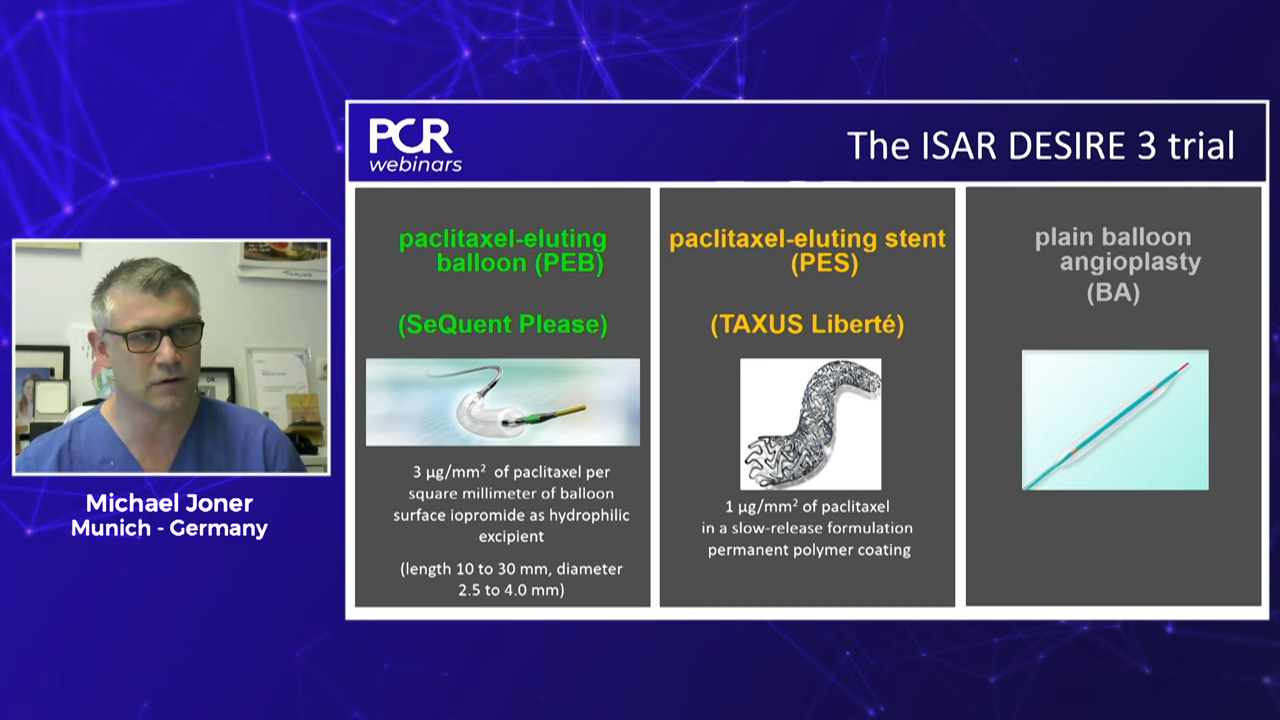 PCR
webinars
The ISAR DESIRE 3 trial
paclitaxel-eluting
balloon (PEB)
(SeQuent Please)
3 µg/mm² of paclitaxel per
square millimeter of balloon
surface iopromide as hydrophilic
excipient
(length 10 to 30 mm, diameter
2.5 to 4.0 mm)
paclitaxel-eluting stent
(PES)
(TAXUS Liberté)
1 µg/mm² of paclitaxel
in a slow-release formulation
permanent polymer coating
plain balloon
angioplasty
(BA)
DR.
Michael Joner
Munich - Germany